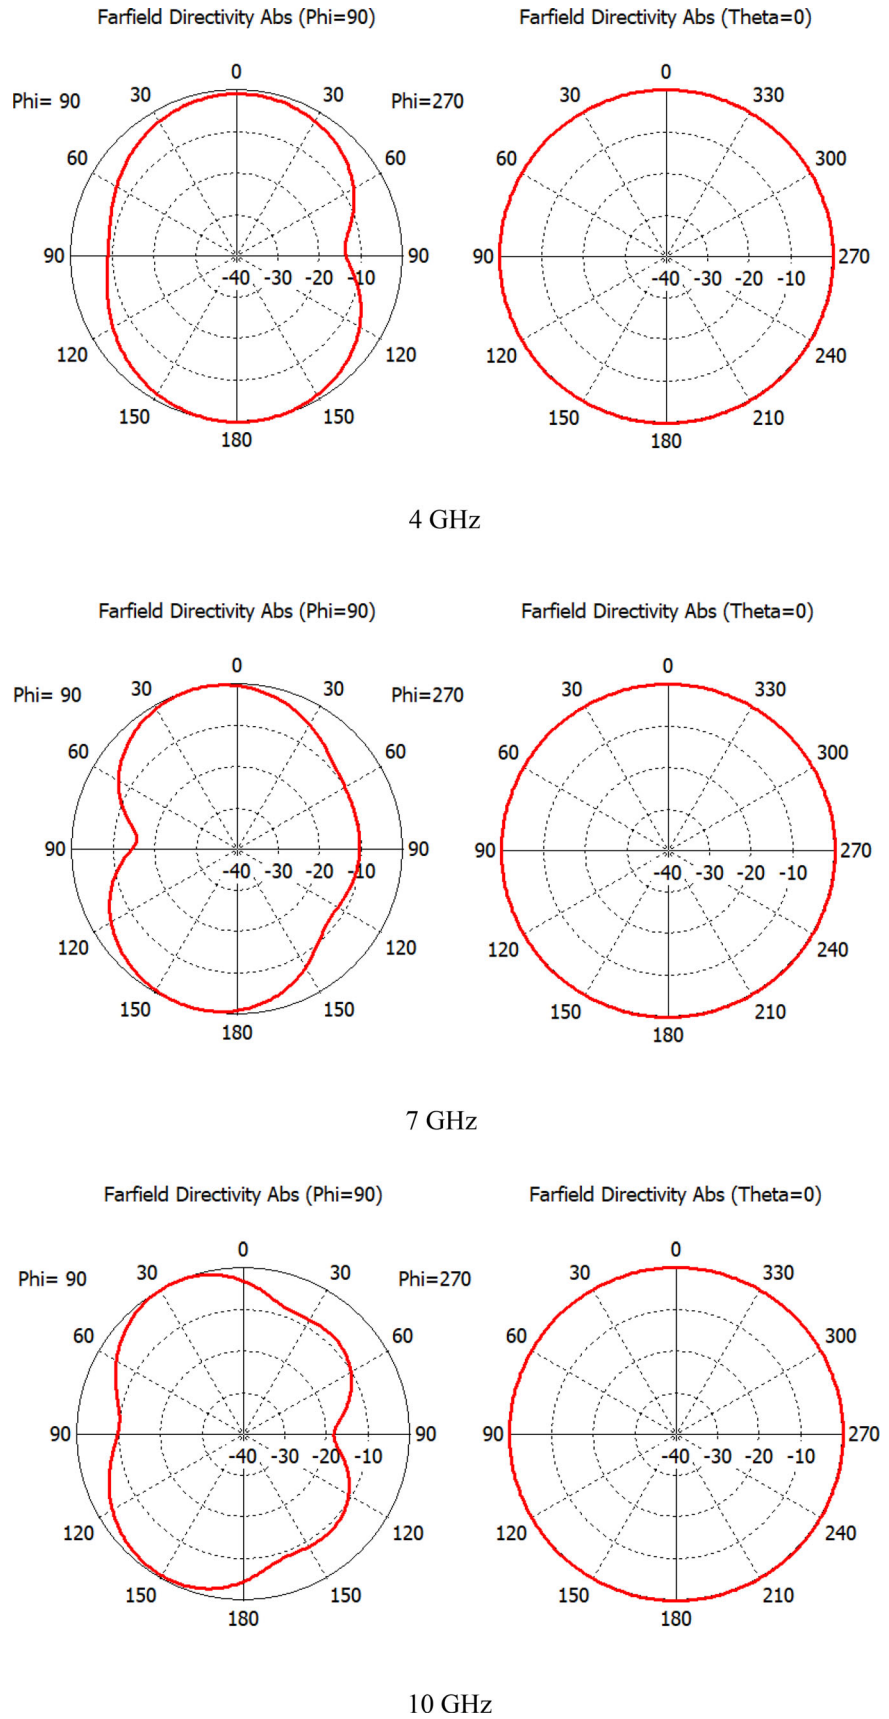 Farfield Directivity Abs (Phi=90) Farfield Directivity Abs (Theta=0)
0 0
Phi= 90 30 30 Phi=270 30 330
60 60 60 300
90 90 90 270
-40 -30 -20 -10 -40 -30 -20 -10
120 120 120 240
150 150 150 210
180 180
4 GHz
Farfield Directivity Abs (Phi=90) Farfield Directivity Abs (Theta=0)
0 0
Phi= 90 30 30 Phi=270 30 330
60 60 60 300
90 90 90 270
-40 -30 -20 -10 -40 -30 -20 -10
120 120 120 240
150 150 150 210
180 180
7 GHz
Farfield Directivity Abs (Phi=90) Farfield Directivity Abs (Theta=0)
0 0
Phi= 90 30 30 Phi=270 30 330
60 60 60 300
90 90 90 270
-40 -30 -20 -10 -40 -30 -20 -10
120 120 120 240
150 150 150 210
180 180
10 GHz